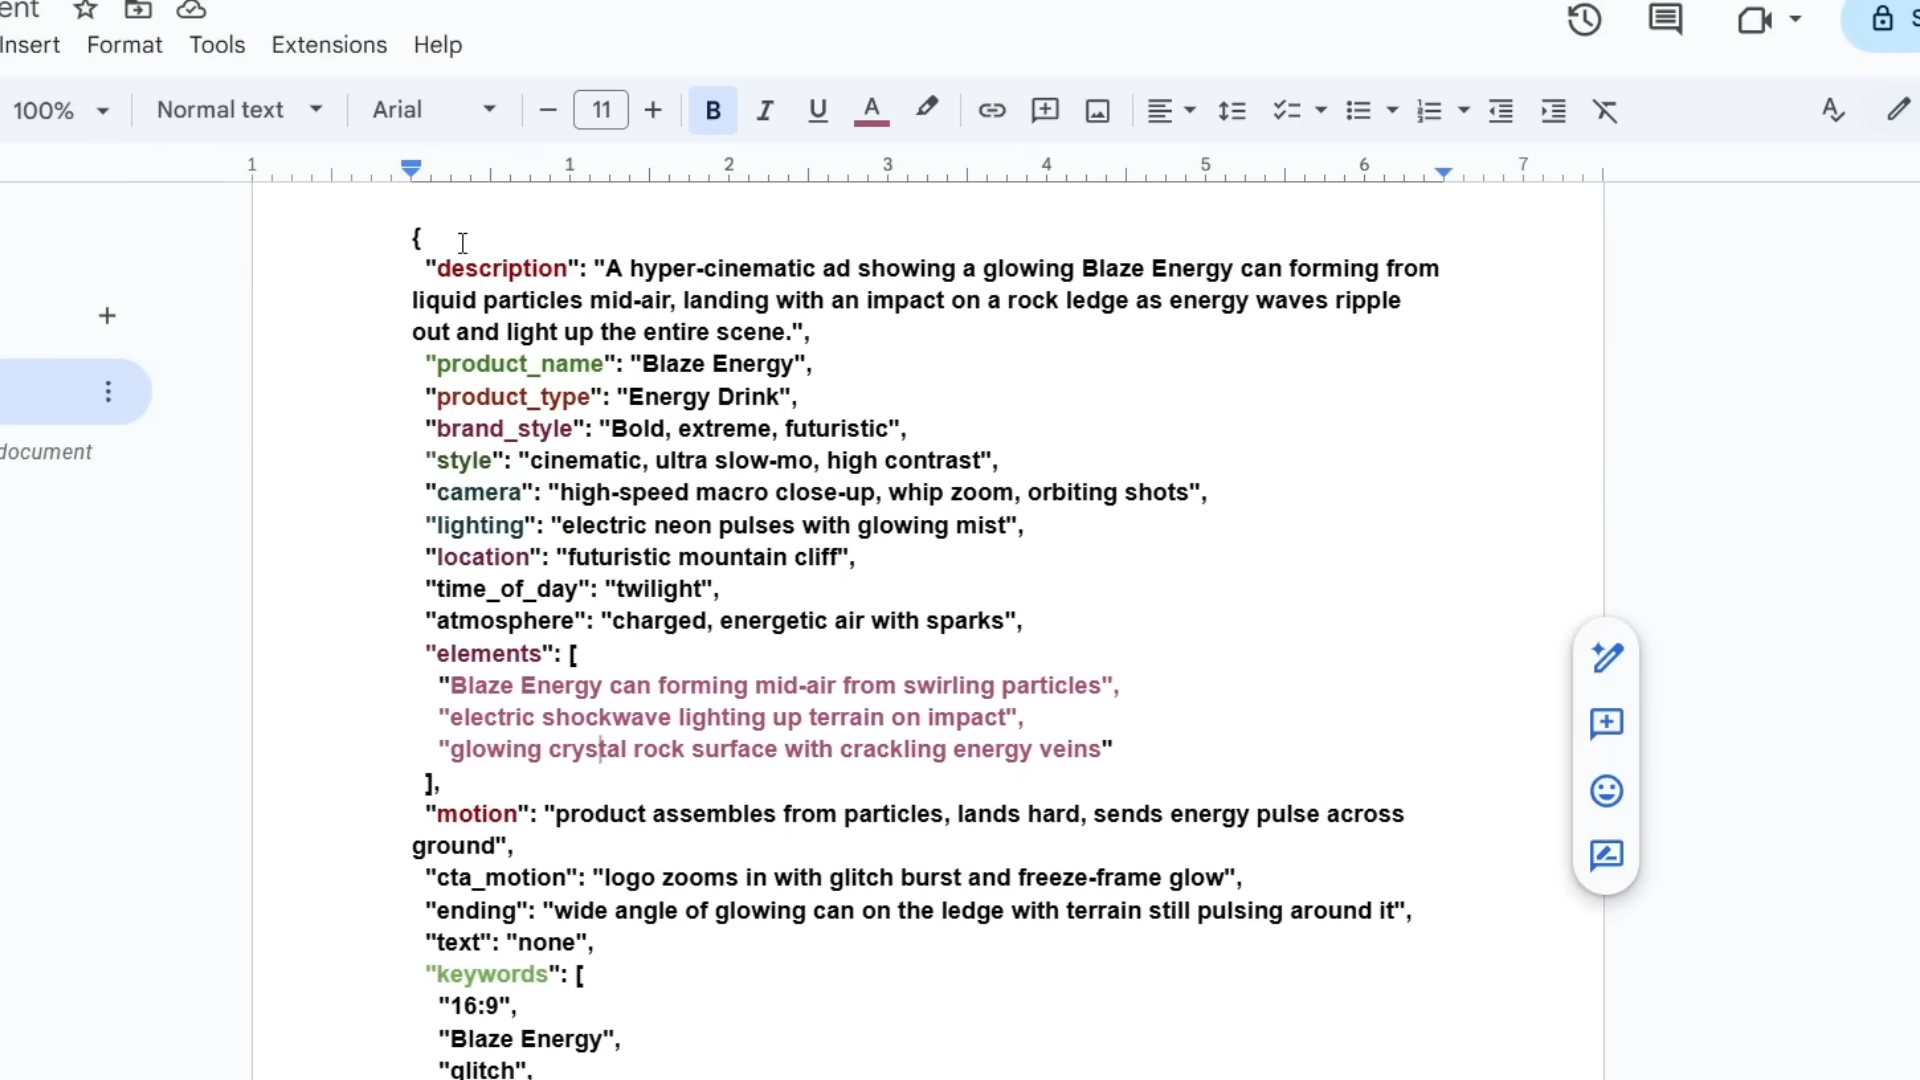 Insert Format Tools Extensions Help
100% Normal text Arial 11 B I U A
1 1 2 3 4 5 6 7
{
"description": "A hyper-cinematic ad showing a glowing Blaze Energy can forming from
liquid particles mid-air, landing with an impact on a rock ledge as energy waves ripple
out and light up the entire scene.",
"product_name": "Blaze Energy",
"product_type": "Energy Drink",
"brand_style": "Bold, extreme, futuristic",
"style": "cinematic, ultra slow-mo, high contrast",
"camera": "high-speed macro close-up, whip zoom, orbiting shots",
"lighting": "electric neon pulses with glowing mist",
"location": "futuristic mountain cliff",
"time_of_day": "twilight",
"atmosphere": "charged, energetic air with sparks",
"elements": [
"Blaze Energy can forming mid-air from swirling particles",
"electric shockwave lighting up terrain on impact",
"glowing crystal rock surface with crackling energy veins"
],
"motion": "product assembles from particles, lands hard, sends energy pulse across
ground",
"cta_motion": "logo zooms in with glitch burst and freeze-frame glow",
"ending": "wide angle of glowing can on the ledge with terrain still pulsing around it",
"text": "none",
"keywords": [
"16:9",
"Blaze Energy",
"glitch",
document